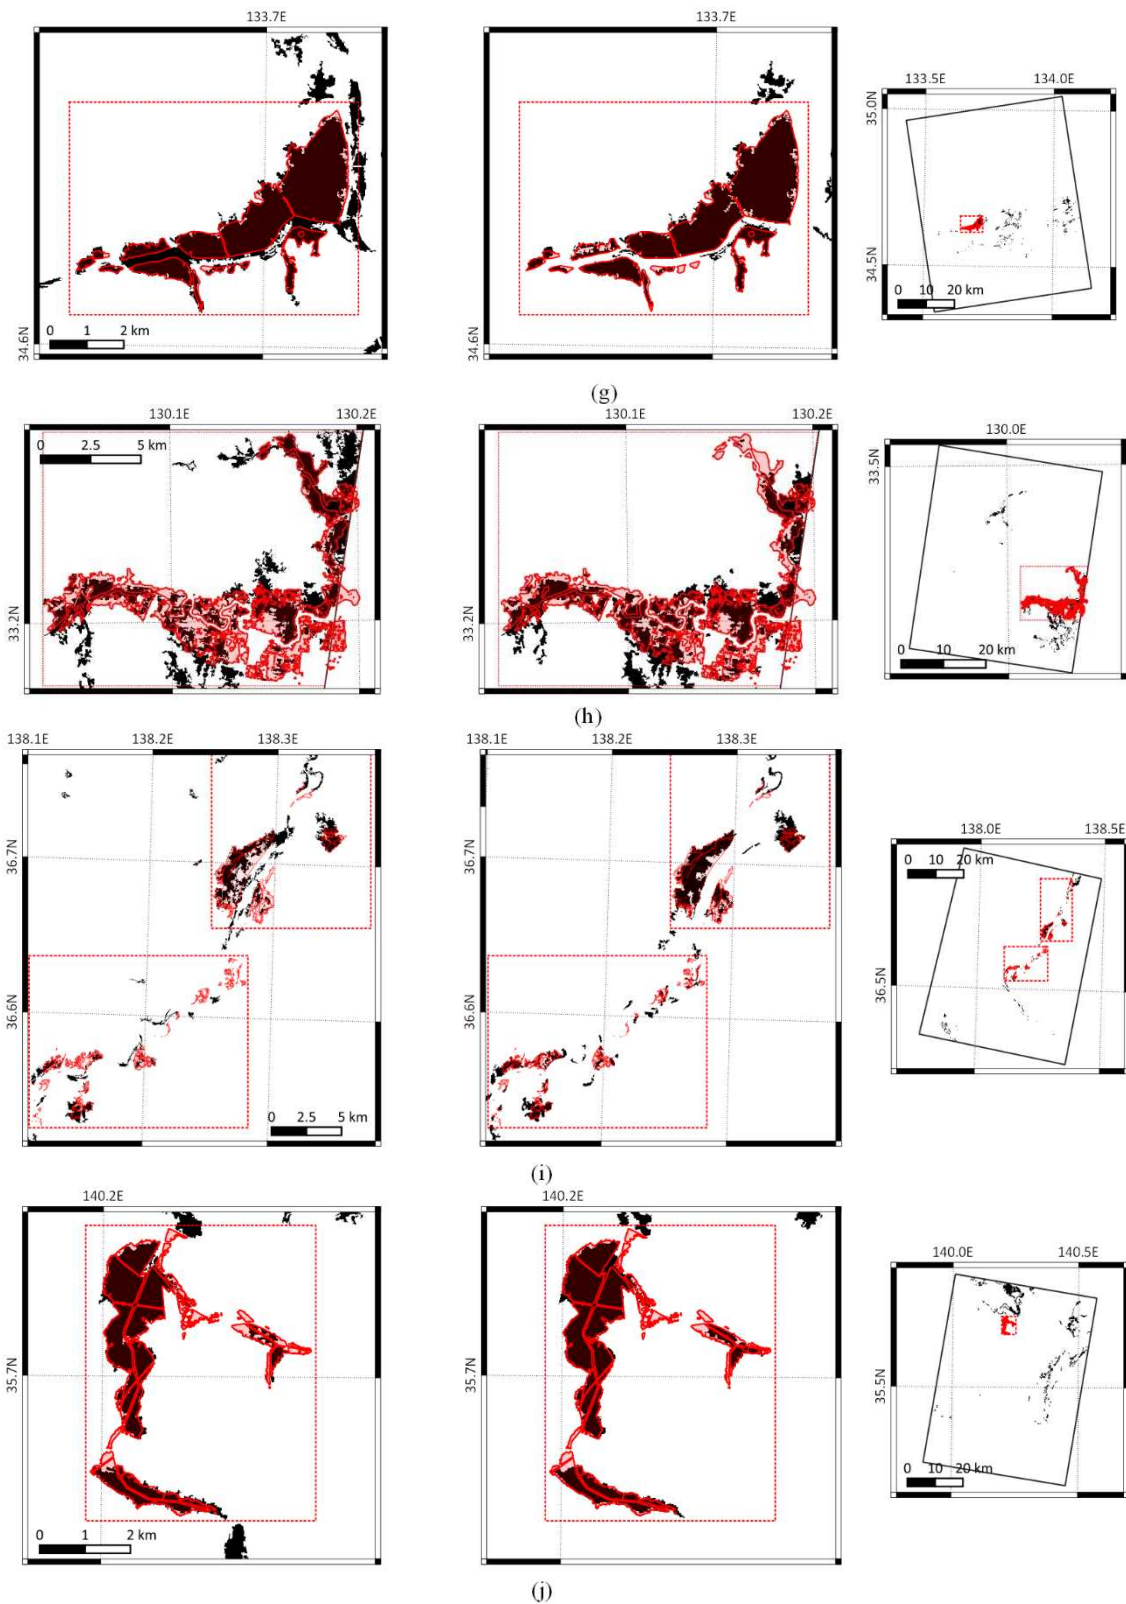 133.7E
133.7E
133.5E 134.0E
35.0N
34.5N
34.6N
34.6N
0 1 2 km
0 10 20 km
(g)
130.1E 130.2E
130.1E 130.2E
130.0E
33.5N
0 2.5 5 km
33.2N
33.2N
0 10 20 km
(h)
138.1E 138.2E 138.3E
138.1E 138.2E 138.3E
138.0E 138.5E
0 10 20 km
36.7N
36.7N
36.5N
36.6N
36.6N
0 2.5 5 km
(i)
140.2E
140.2E
140.0E 140.5E
35.7N
35.7N
35.5N
0 10 20 km
0 1 2 km
(j)